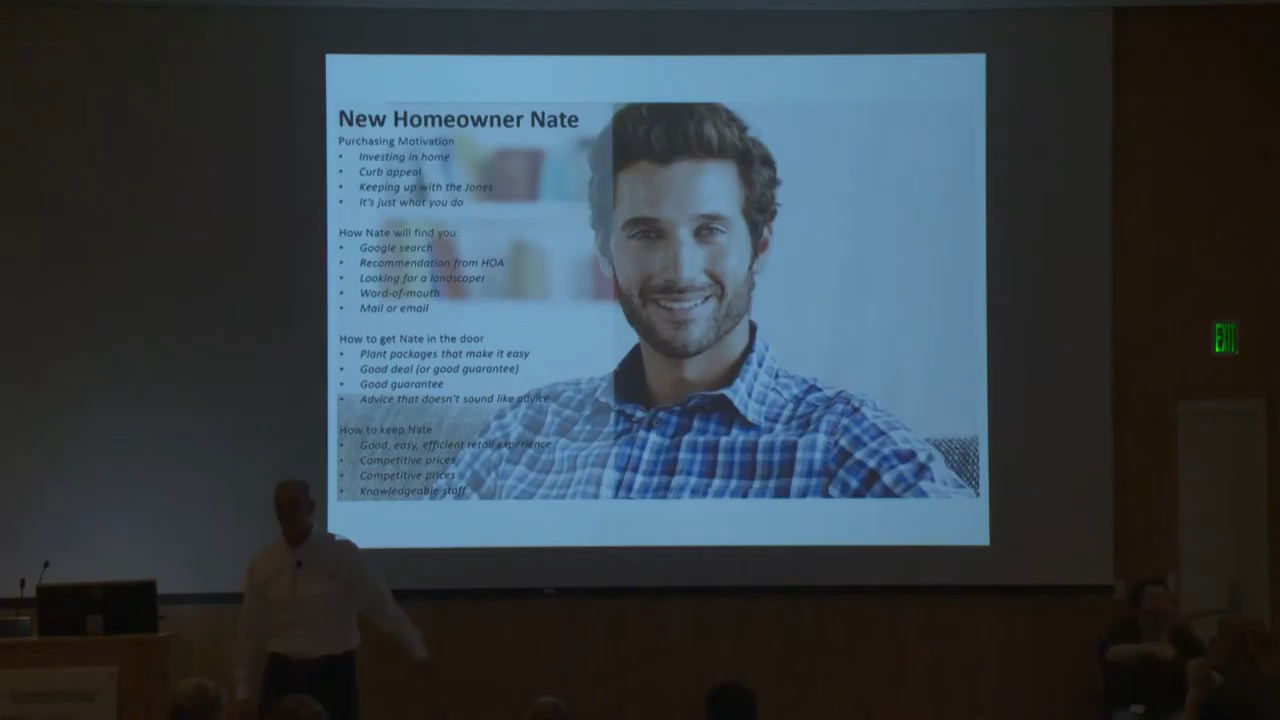 New Homeowner Nate
Purchasing Motivation
• Investing in home
• Curb appeal
• Keeping up with the Jones
• It's just what you do
How Nate will find you:
• Google search
• Recommendation from HOA
• Looking for a landscaper
• Word-of-mouth
• Mail or email
How to get Nate in the door
• Plant packages that make it easy
• Good deal (or good guarantee)
• Good guarantee
• Advice that doesn't sound like advice
How to keep Nate
• Good, easy, efficient retail experience
• Competitive prices
• Competitive prices
• Knowledgeable staff
EXIT